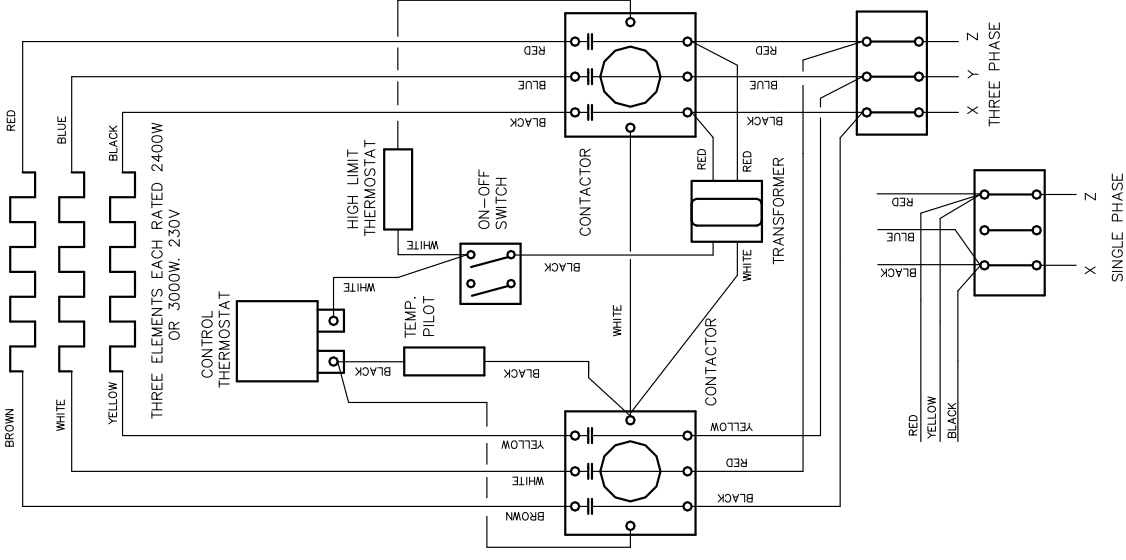 RED
BLUE
BLACK
THREE ELEMENTS EACH RATED 2400W
OR 3000W. 230V
BROWN
WHITE
YELLOW
CONTROL
THERMOSTAT
HIGH LIMIT
THERMOSTAT
WHITE
WHITE
ON-OFF
SWITCH
BLACK
TEMP.
PILOT
BLACK
BLACK
RED
BLUE
BLACK
CONTACTOR
WHITE
YELLOW
WHITE
BROWN
CONTACTOR
RED
RED
TRANSFORMER
WHITE
RED
BLUE
BLACK
YELLOW
RED
BLACK
Z
Y
X
THREE PHASE
RED
BLUE
BLACK
RED
YELLOW
BLACK
Z
X
SINGLE PHASE